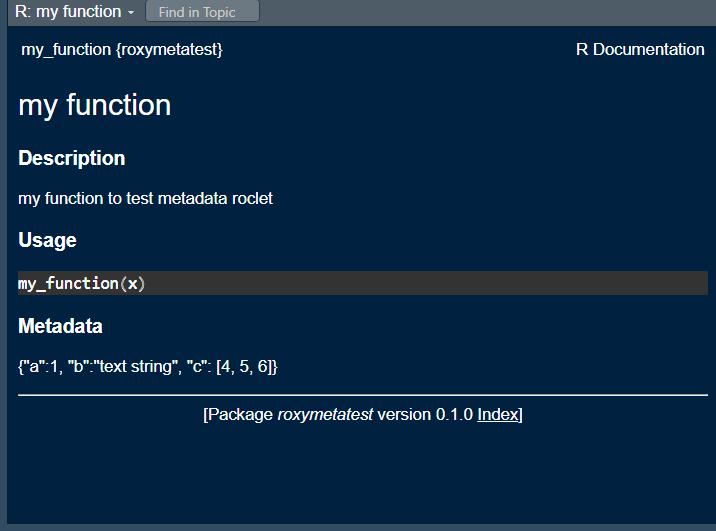 R: my function
Find in Topic
my_function {roxymetatest} R Documentation
my function
Description
my function to test metadata roclet
Usage
my_function(x)
Metadata
{"a":1, "b":"text string", "c": [4, 5, 6]}
[Package roxymetatest version 0.1.0 Index]